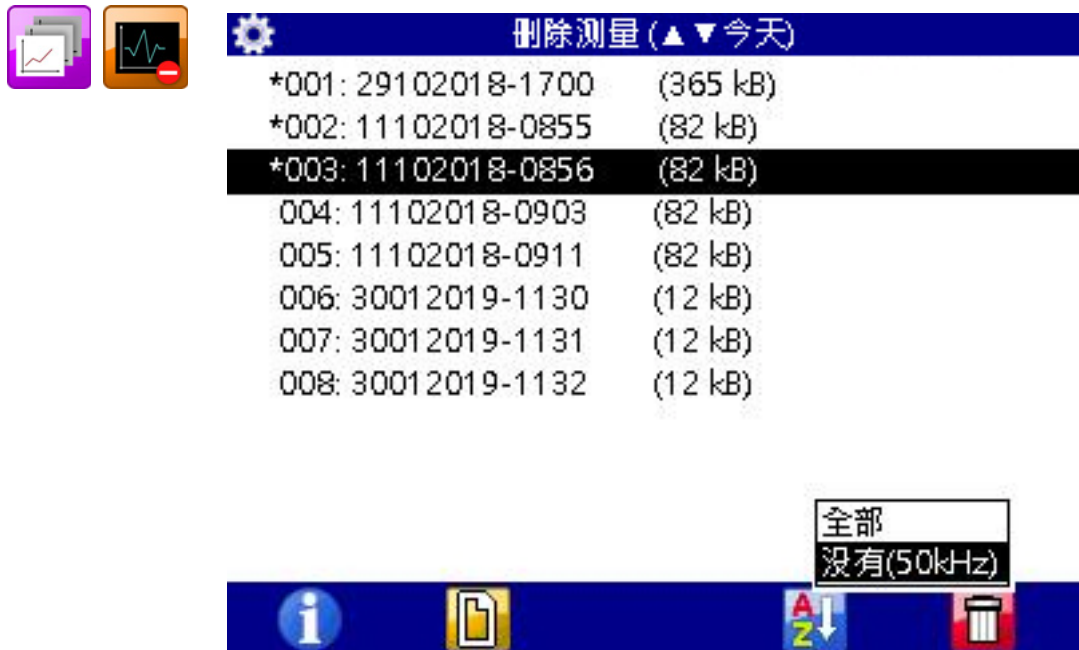 删除测量(▲▼今天)
*001: 29102018-1700 (365 kB)
*002: 11102018-0855 (82 kB)
*003: 11102018-0856 (82 kB)
004: 11102018-0903 (82 kB)
005: 11102018-0911 (82 kB)
006: 30012019-1130 (12 kB)
007: 30012019-1131 (12 kB)
008: 30012019-1132 (12 kB)
全部
没有(50kHz)
i
A
Z